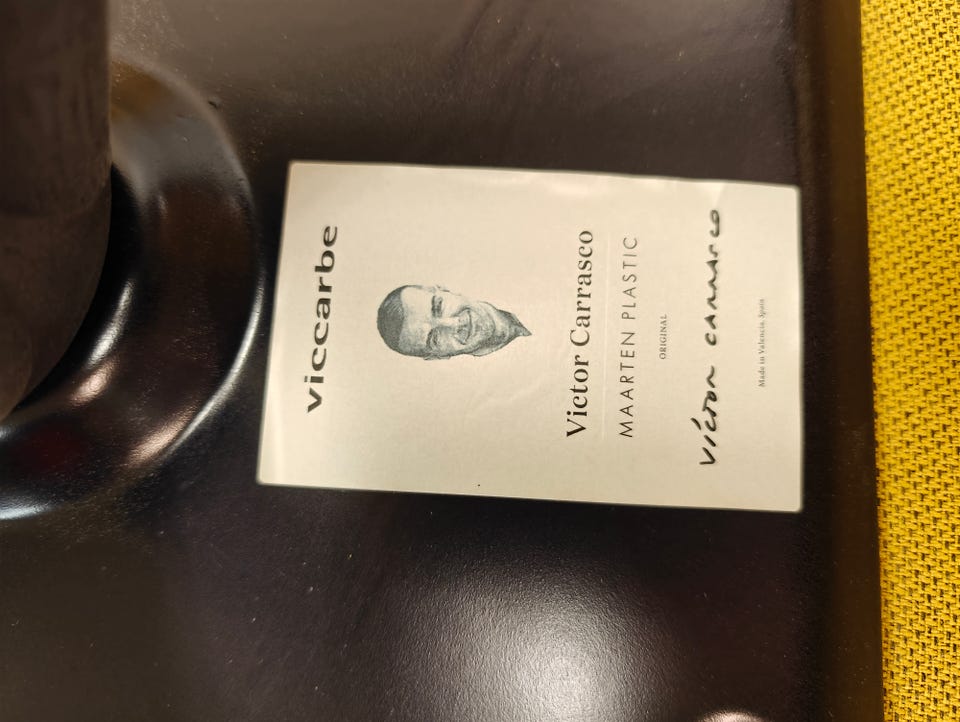 viccarbe
Victor Carrasco
MAARTEN PLASTIC
ORIGINAL
víctor carrasco
Made in Valencia, Spain